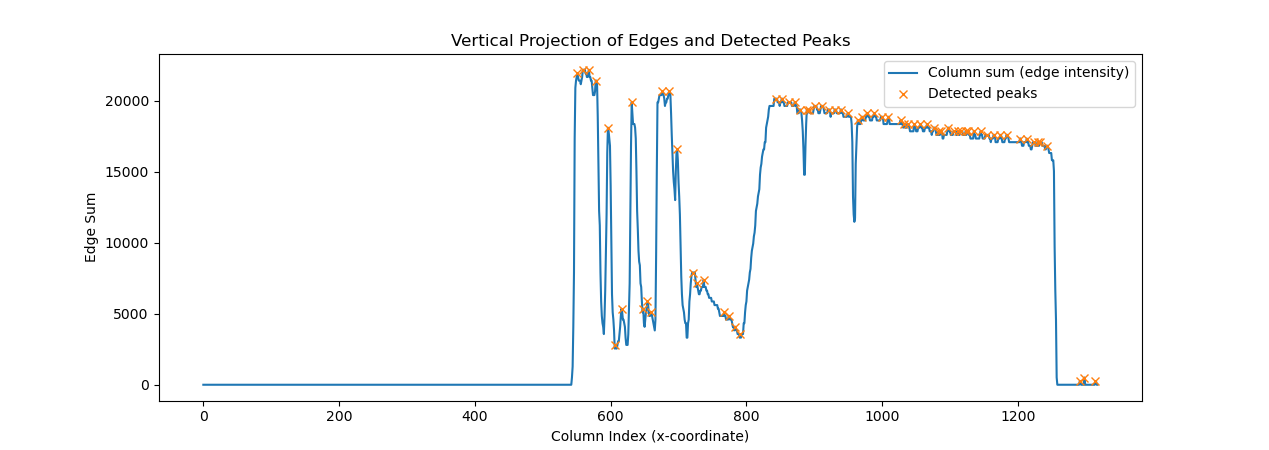 Vertical Projection of Edges and Detected Peaks
Column sum (edge intensity)
Detected peaks
Edge Sum
20000
15000
10000
5000
0
0 200 400 600 800 1000 1200
Column Index (x-coordinate)